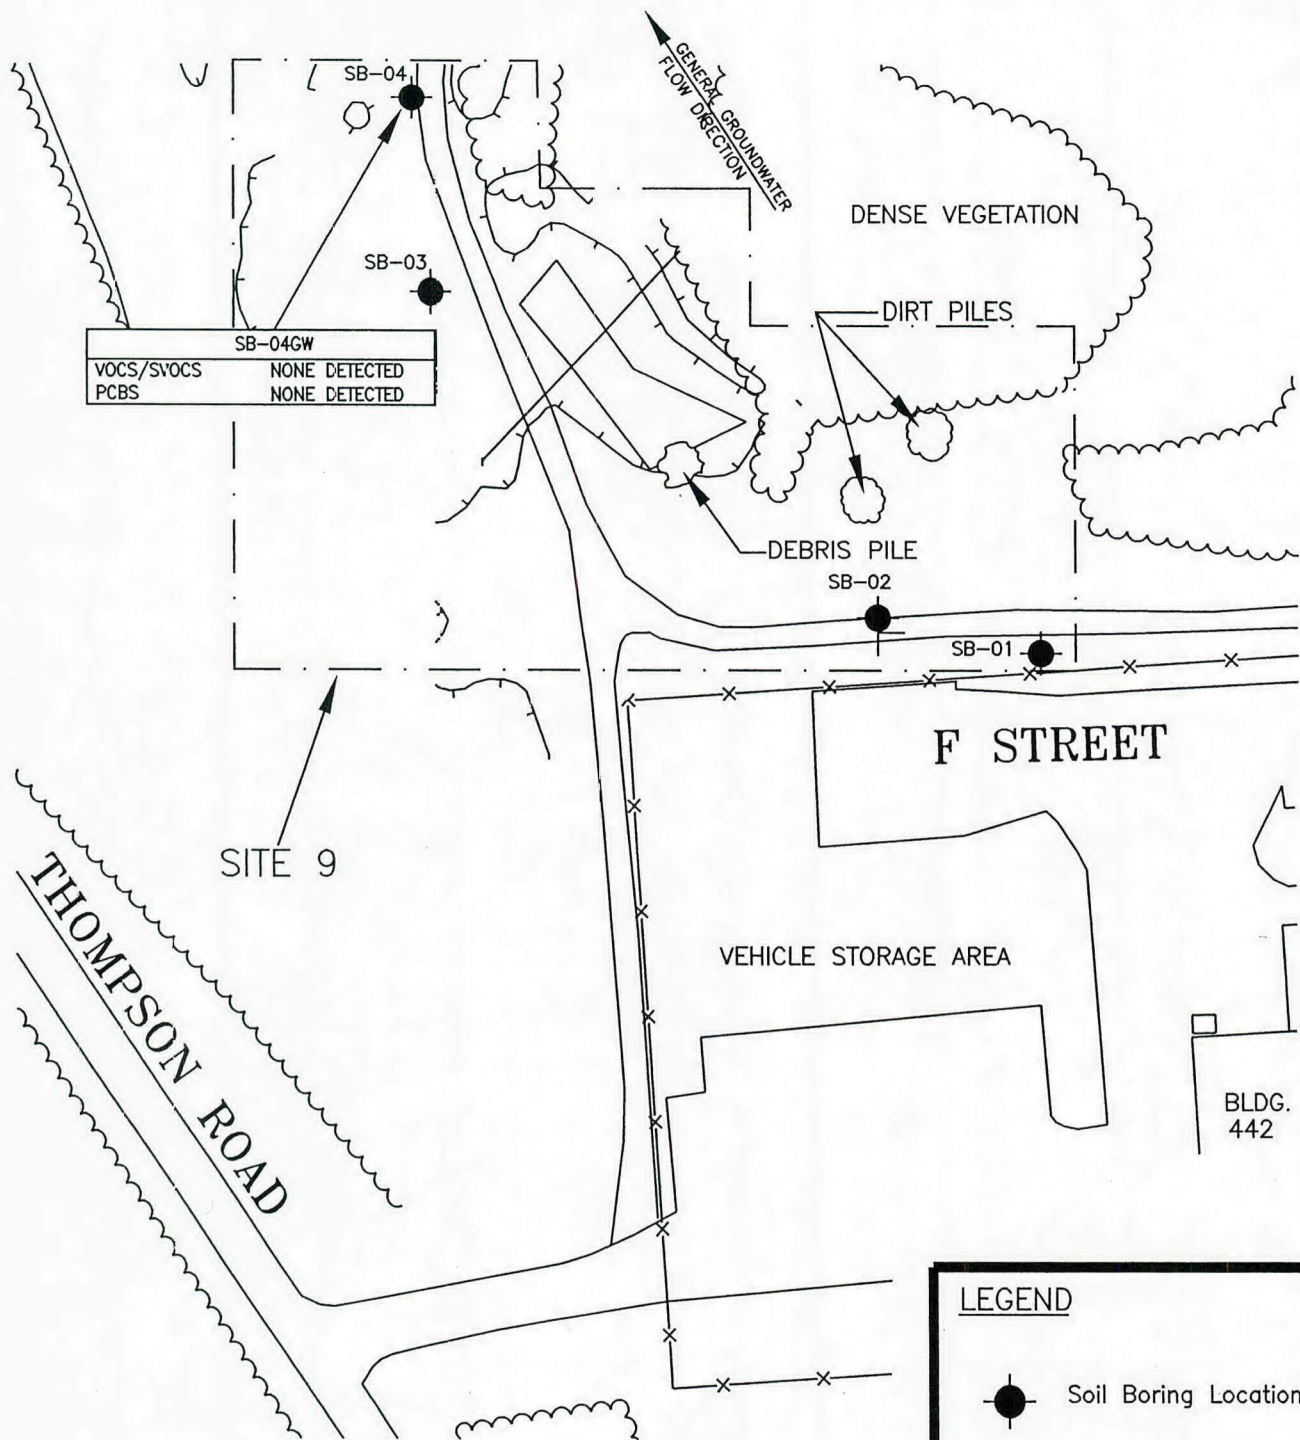 GENERAL GROUNDWATER
FLOW DIRECTION
SB-04
DENSE VEGETATION
SB-03
DIRT PILES
SB-04GW
VOCS/SVOCS NONE DETECTED
PCBS NONE DETECTED
DEBRIS PILE
SB-02
SB-01
F STREET
SITE 9
THOMPSON ROAD
VEHICLE STORAGE AREA
BLDG.
442
LEGEND
Soil Boring Location